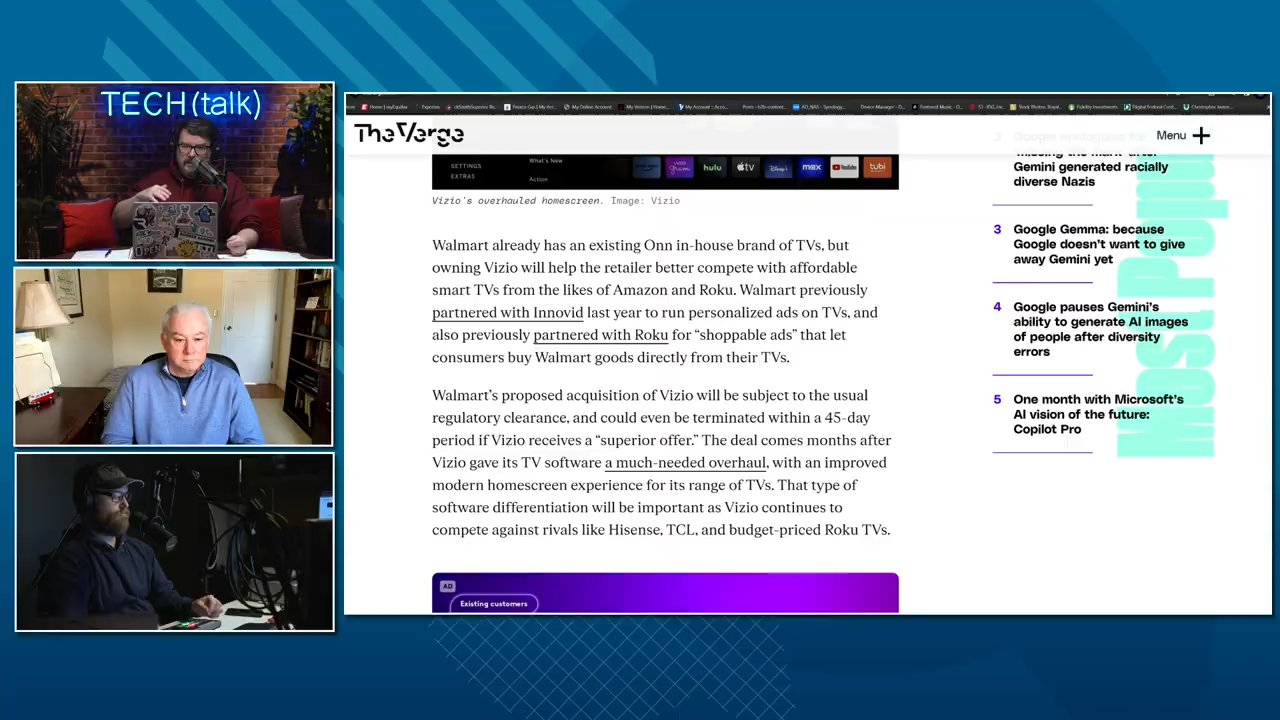 TECH(talk)
OPEN
The Verge
Menu
SETTINGS
EXTRAS
What's New
Action
hulu
tv
Disney+
max
YouTube
tubi
Vizio's overhauled homescreen. Image: Vizio
Walmart already has an existing Onn in-house brand of TVs, but
owning Vizio will help the retailer better compete with affordable
smart TVs from the likes of Amazon and Roku. Walmart previously
partnered with Innovid last year to run personalized ads on TVs, and
also previously partnered with Roku for “shoppable ads” that let
consumers buy Walmart goods directly from their TVs.
Walmart’s proposed acquisition of Vizio will be subject to the usual
regulatory clearance, and could even be terminated within a 45-day
period if Vizio receives a “superior offer.” The deal comes months after
Vizio gave its TV software a much-needed overhaul, with an improved
modern homescreen experience for its range of TVs. That type of
software differentiation will be important as Vizio continues to
compete against rivals like Hisense, TCL, and budget-priced Roku TVs.
AD
Existing customers
Gemini generated racially
diverse Nazis
3 Google Gemma: because
Google doesn’t want to give
away Gemini yet
4 Google pauses Gemini’s
ability to generate AI images
of people after diversity
errors
5 One month with Microsoft’s
AI vision of the future:
Copilot Pro
Most Popu